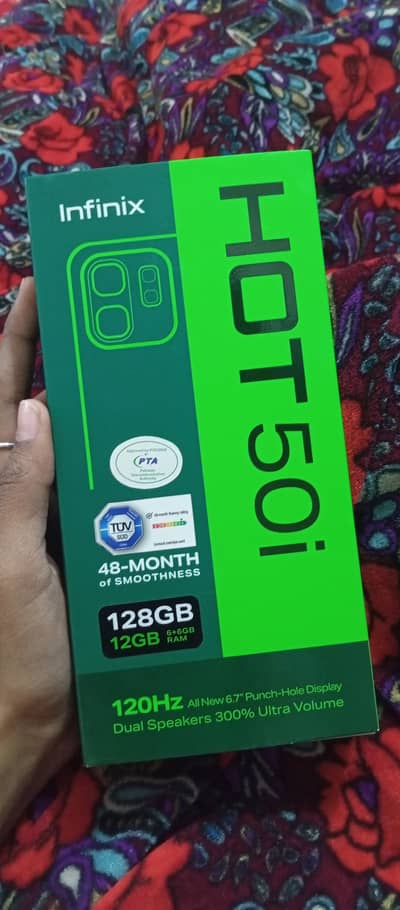 Infinix
HOT 50i
PTA
TÜV
SÜD
48-MONTH
of SMOOTHNESS
128GB
12GB 6+6GB
RAM
120Hz All New 6.7" Punch-Hole Display
Dual Speakers 300% Ultra Volume